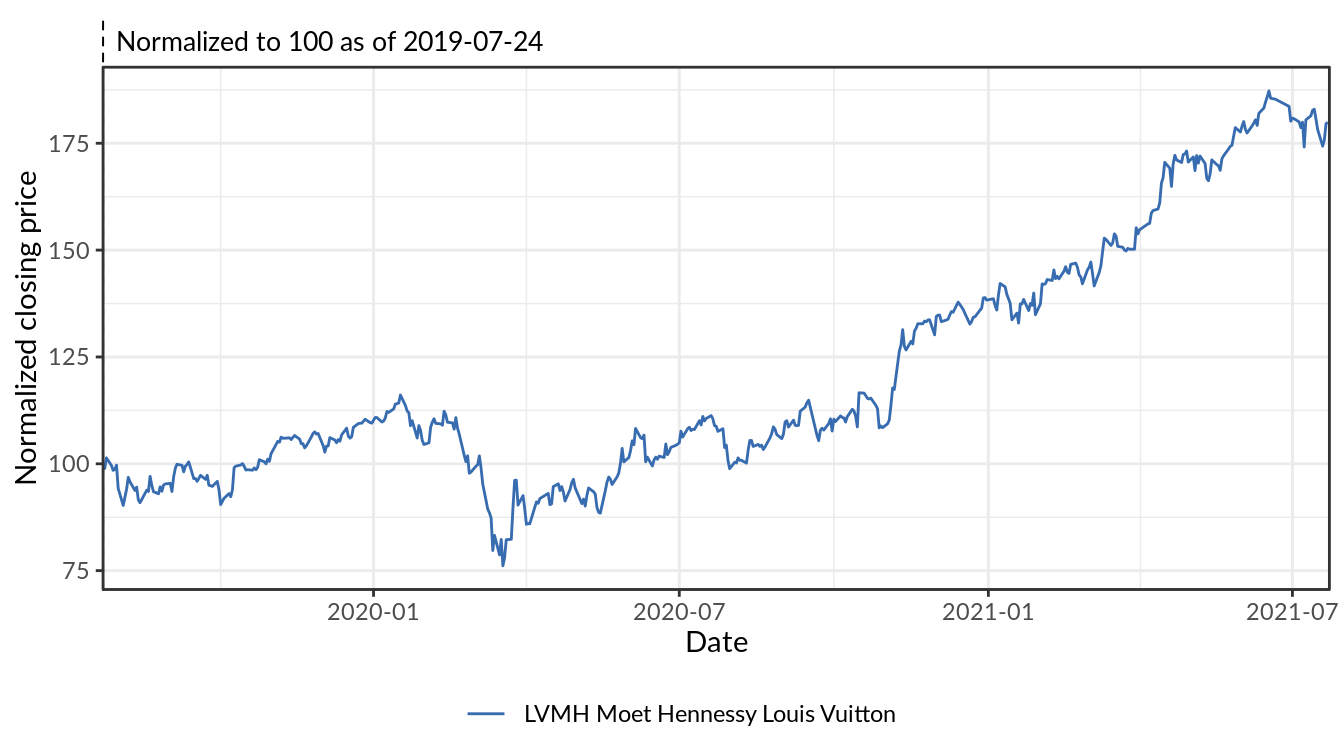 Normalized to 100 as of 2019-07-24
Normalized closing price
175
150
125
100
75
2020-01
2020-07
2021-01
2021-07
Date
LVMH Moet Hennessy Louis Vuitton